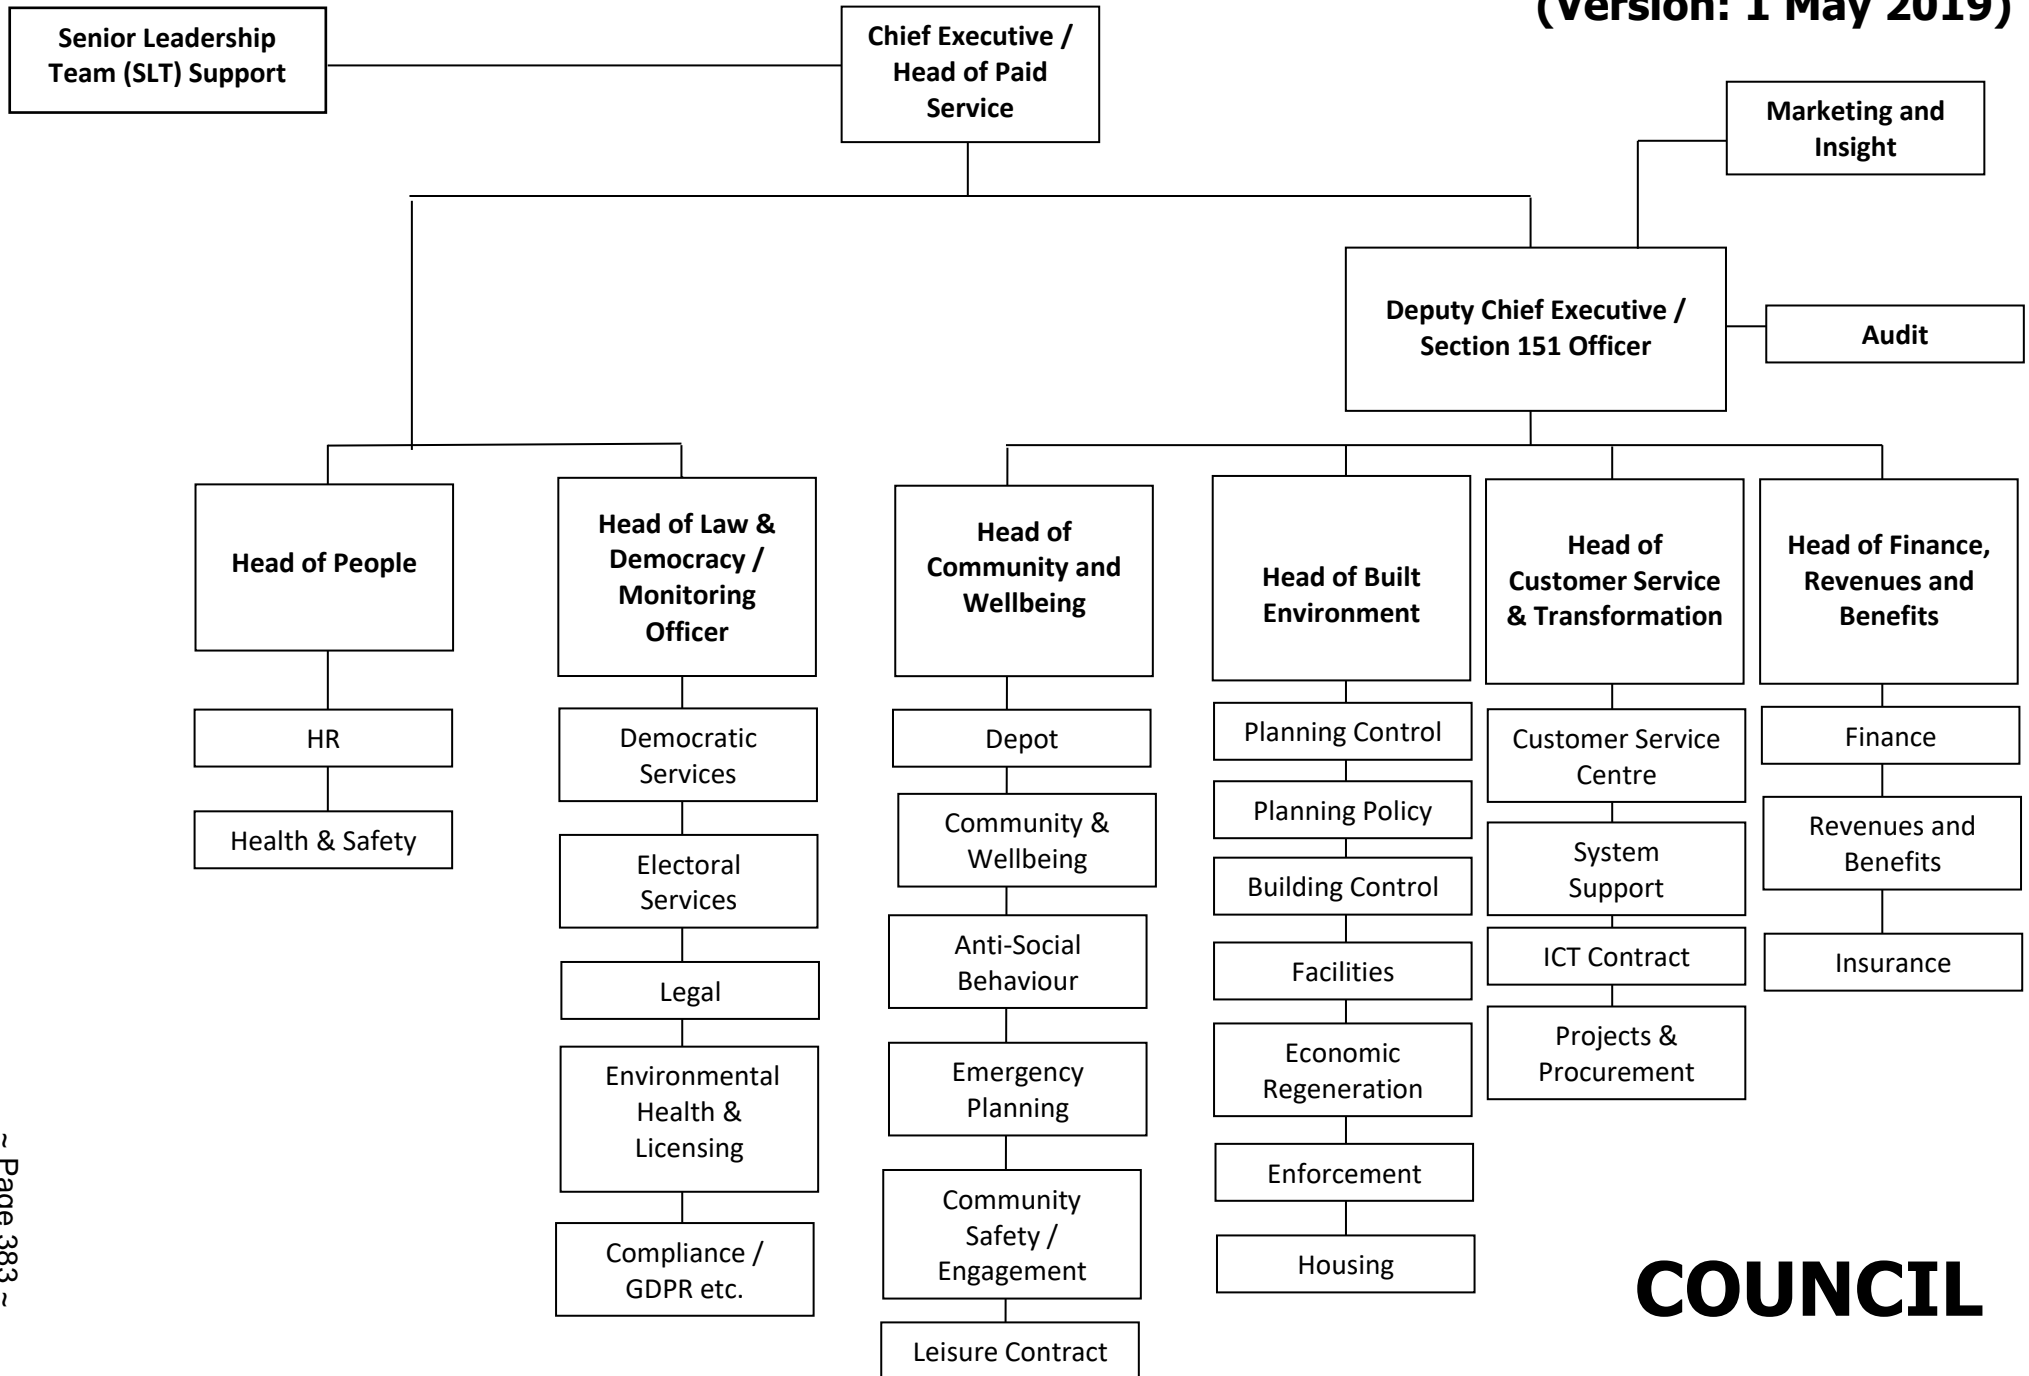 (Version: 1 May 2019)
Senior Leadership
Team (SLT) Support
Chief Executive /
Head of Paid
Service
Marketing and
Insight
Deputy Chief Executive /
Section 151 Officer
Audit
Head of People
HR
Health & Safety
Head of Law &
Democracy /
Monitoring
Officer
Democratic
Services
Electoral
Services
Legal
Environmental
Health &
Licensing
Compliance /
GDPR etc.
Head of
Community and
Wellbeing
Depot
Community &
Wellbeing
Anti-Social
Behaviour
Emergency
Planning
Community
Safety /
Engagement
Leisure Contract
Head of Built
Environment
Planning Control
Planning Policy
Building Control
Facilities
Economic
Regeneration
Enforcement
Housing
Head of
Customer Service
& Transformation
Customer Service
Centre
System
Support
ICT Contract
Projects &
Procurement
Head of Finance,
Revenues and
Benefits
Finance
Revenues and
Benefits
Insurance
COUNCIL
~ Page 383 ~